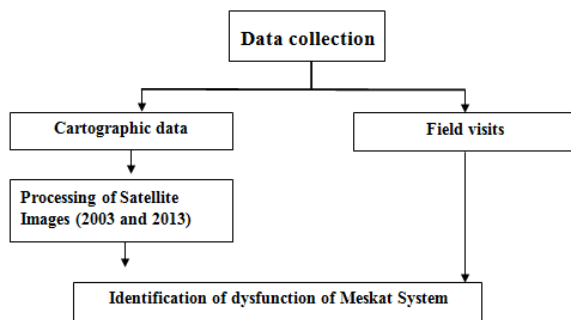 Data collection
Cartographic data
Field visits
Processing of Satellite
Images (2003 and 2013)
Identification of dysfunction of Meskat System